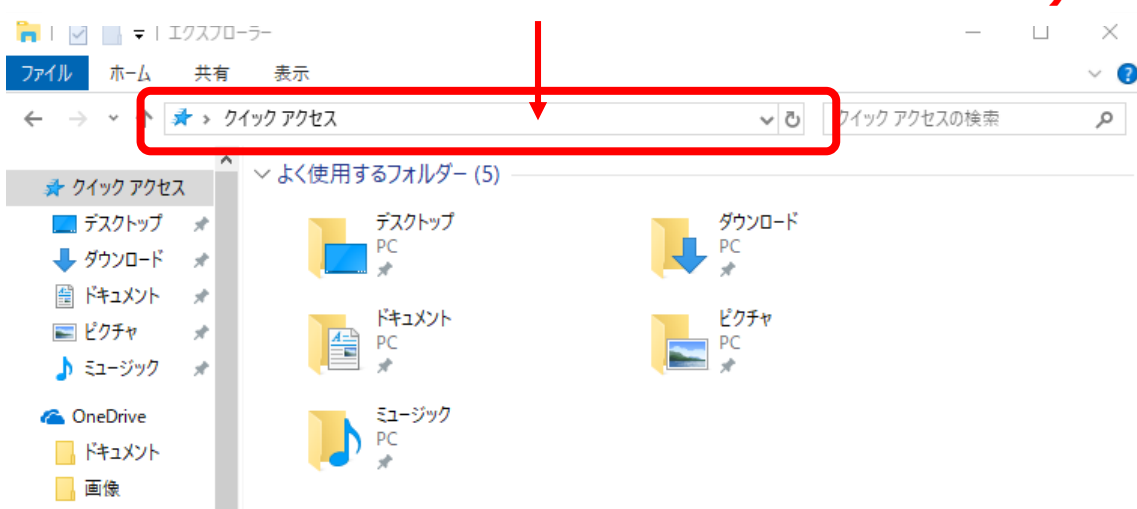 エクスプローラー
ファイル ホーム 共有 表示
クイック アクセス
クイック アクセスの検索
クイック アクセス
デスクトップ
ダウンロード
ドキュメント
ピクチャ
ミュージック
OneDrive
ドキュメント
画像
よく使用するフォルダー (5)
デスクトップ
PC
ダウンロード
PC
ドキュメント
PC
ピクチャ
PC
ミュージック
PC